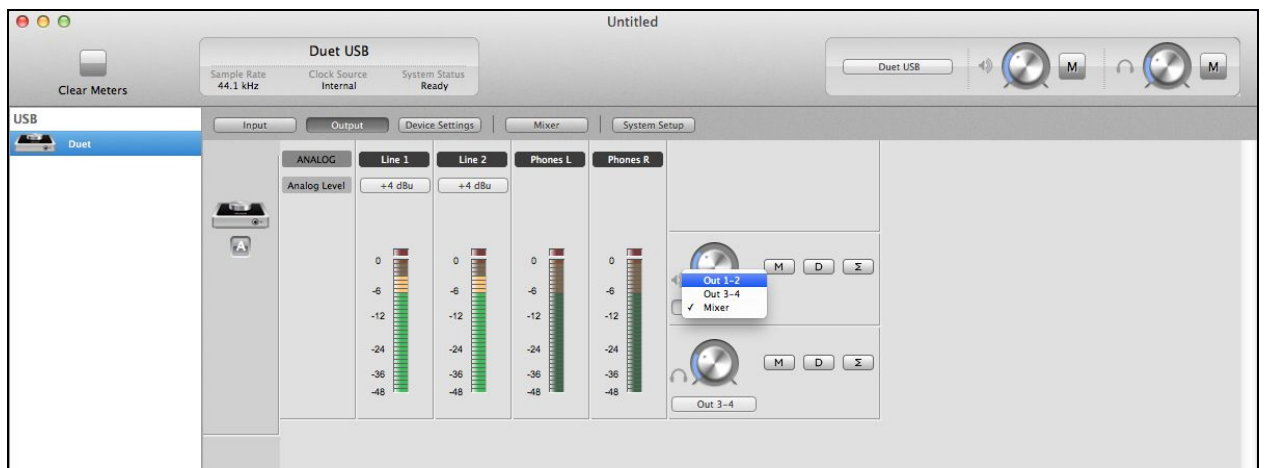 Untitled
Clear Meters
Duet USB
Sample Rate Clock Source System Status
44.1 kHz Internal Ready
Duet USB M M
USB
Duet
Input Output Device Settings Mixer System Setup
ANALOG Line 1 Line 2 Phones L Phones R
Analog Level +4 dBu +4 dBu
A
0 0 0 0
-6 -6 -6 -6
-12 -12 -12 -12
-24 -24 -24 -24
-36 -36 -36 -36
-48 -48 -48 -48
M D Σ
Out 1-2
Out 3-4
✓ Mixer
M D Σ
Out 3-4